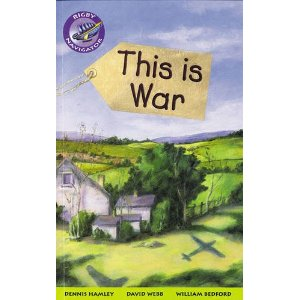 RIGBY
NAVIGATOR
This is
War
DENNIS HAMLEY DAVID WEBB WILLIAM BEDFORD